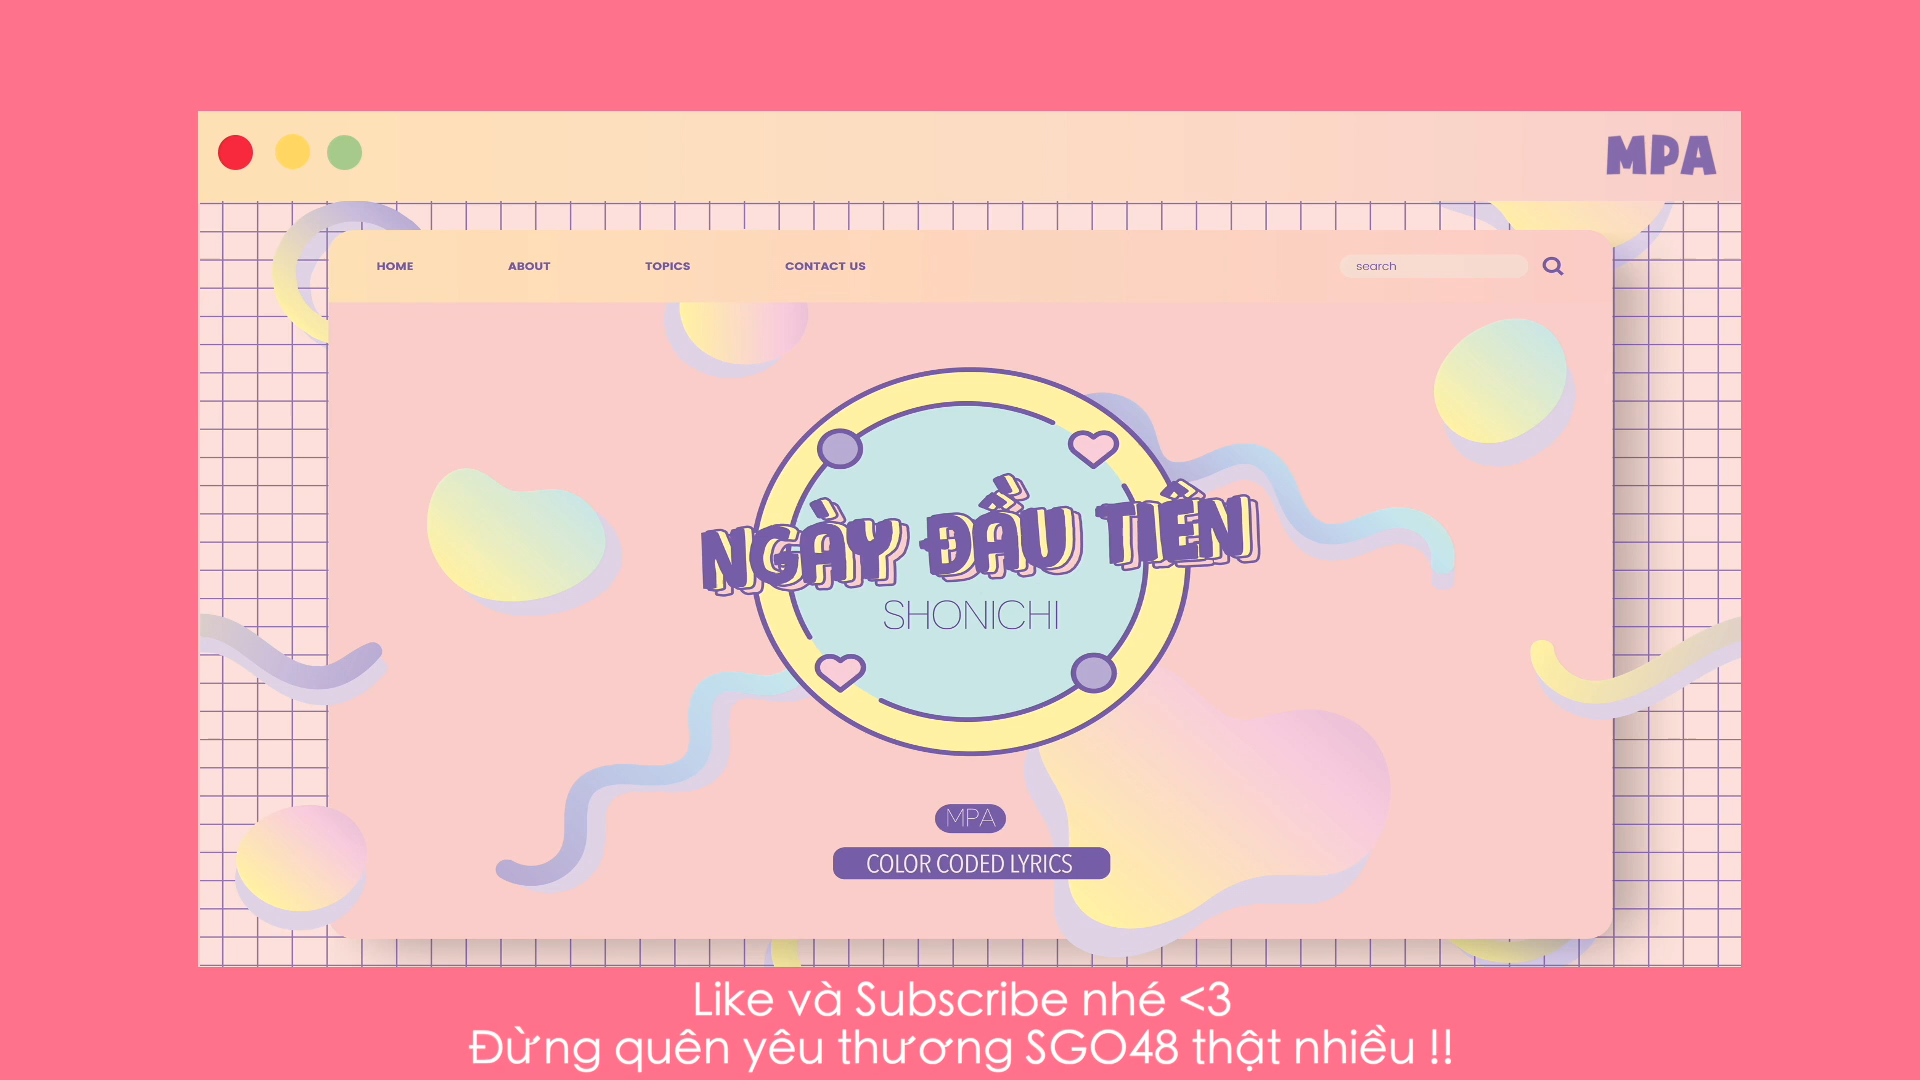 MPA
HOME
ABOUT
TOPICS
CONTACT US
search
NGÀY ĐẦU TIÊN
SHONICHI
MPA
COLOR CODED LYRICS
Like và Subscribe nhé <3
Đừng quên yêu thương SGO48 thật nhiều !!